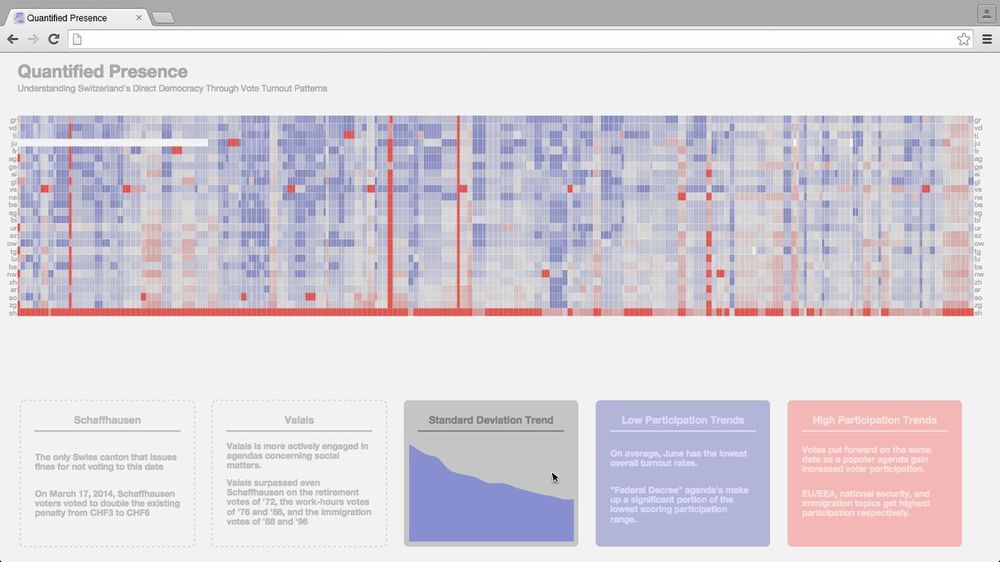 Quantified Presence
Quantified Presence
Understanding Switzerland's Direct Democracy Through Vote Turnout Patterns
gr gr
vd vd
ti ti
ju ju
fr fr
ag ag
ge ge
ai ai
gl gl
vs vs
ne ne
be be
sg sg
bl bl
ur ur
sz sz
ow ow
tg tg
lu lu
bs bs
nw nw
zh zh
ar ar
so so
zg zg
sh sh
Schaffhausen
The only Swiss canton that issues
fines for not voting to this date
On March 17, 2014, Schaffhausen
voters voted to double the existing
penalty from CHF3 to CHF6
Valais
Valais is more actively engaged in
agendas concerning social
matters.
Valais surpassed even
Schaffhausen on the retirement
votes of '72, the work-hours votes
of '76 and '88, and the immigration
votes of '88 and '96
Standard Deviation Trend
Low Participation Trends
On average, June has the lowest
overall turnout rates.
"Federal Decree" agenda's make
up a significant portion of the
lowest scoring participation
range.
High Participation Trends
Votes put forward on the same
date as a popular agenda gain
increased voter participation.
EU/EEA, national security, and
immigration topics get highest
participation respectively.